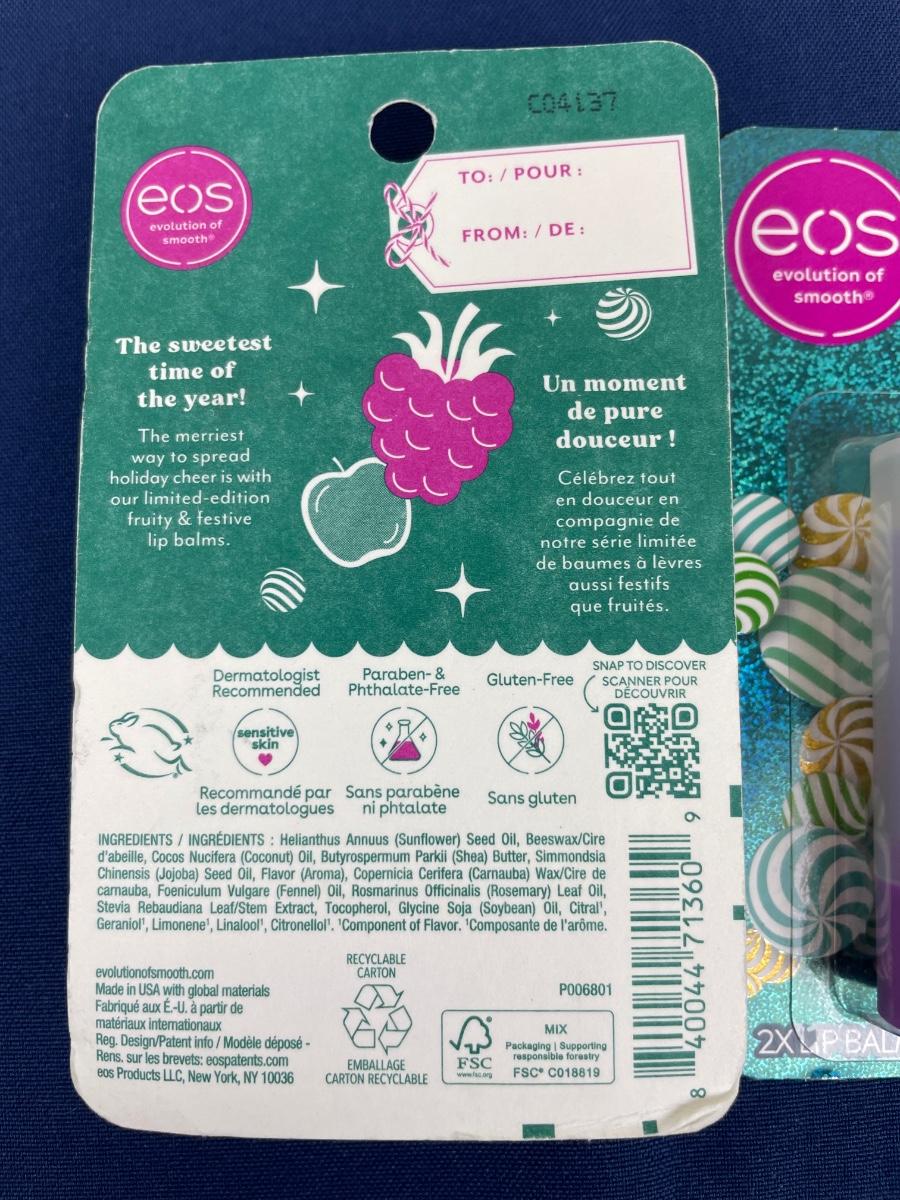 C04137
TO: / POUR :
FROM: / DE :
eos
evolution of
smooth®
The sweetest
time of
the year!
The merriest
way to spread
holiday cheer is with
our limited-edition
fruity & festive
lip balms.
Un moment
de pure
douceur !
Célébrez tout
en douceur en
compagnie de
notre série limitée
de baumes à lèvres
aussi festifs
que fruités.
Dermatologist
Recommended
sensitive
skin
Recommandé par
les dermatologues
Paraben- &
Phthalate-Free
Sans parabène
ni phtalate
Gluten-Free
Sans gluten
SNAP TO DISCOVER
SCANNER POUR
DÉCOUVRIR
INGREDIENTS / INGRÉDIENTS : Helianthus Annuus (Sunflower) Seed Oil, Beeswax/Cire
d'abeille, Cocos Nucifera (Coconut) Oil, Butyrospermum Parkii (Shea) Butter, Simmondsia
Chinensis (Jojoba) Seed Oil, Flavor (Aroma), Copernicia Cerifera (Carnauba) Wax/Cire de
carnauba, Foeniculum Vulgare (Fennel) Oil, Rosmarinus Officinalis (Rosemary) Leaf Oil,
Stevia Rebaudiana Leaf/Stem Extract, Tocopherol, Glycine Soja (Soybean) Oil, Citral¹,
Geraniol¹, Limonene¹, Linalool¹, Citronellol¹. ¹Component of Flavor. ¹Composante de l'arôme.
evolutionofsmooth.com
Made in USA with global materials
Fabriqué aux É.-U. à partir de
matériaux internationaux
Reg. Design/Patent info / Modèle déposé -
Rens. sur les brevets: eospatents.com
eos Products LLC, New York, NY 10036
RECYCLABLE
CARTON
EMBALLAGE
CARTON RECYCLABLE
P006801
FSC
www.fsc.org
MIX
Packaging | Supporting
responsible forestry
FSC® C018819
8 40044 71360 9
eos
evolution of
smooth®
2X LIP BALM